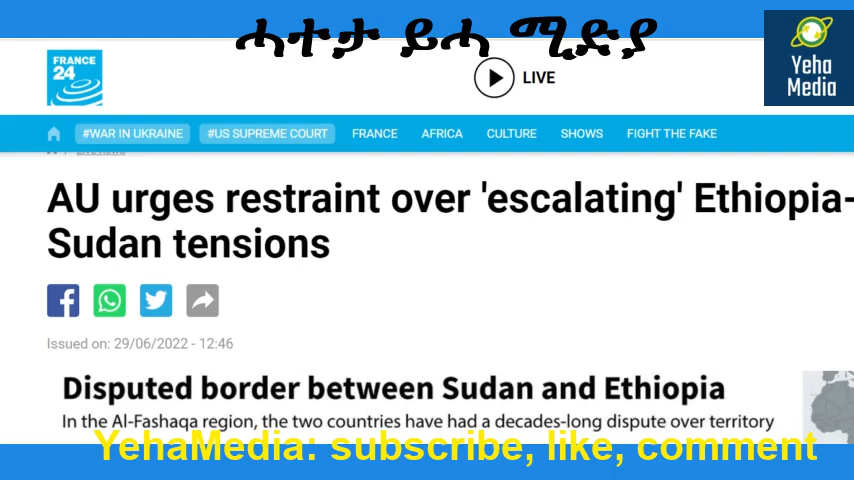 ሓተታ ይሓ ሚድያ
FRANCE
24
LIVE
Yeha
Media
#WAR IN UKRAINE
#US SUPREME COURT
FRANCE
AFRICA
CULTURE
SHOWS
FIGHT THE FAKE
AU urges restraint over 'escalating' Ethiopia-
Sudan tensions
Issued on: 29/06/2022 - 12:46
Disputed border between Sudan and Ethiopia
In the Al-Fashaqa region, the two countries have had a decades-long dispute over territory
YehaMedia: subscribe, like, comment